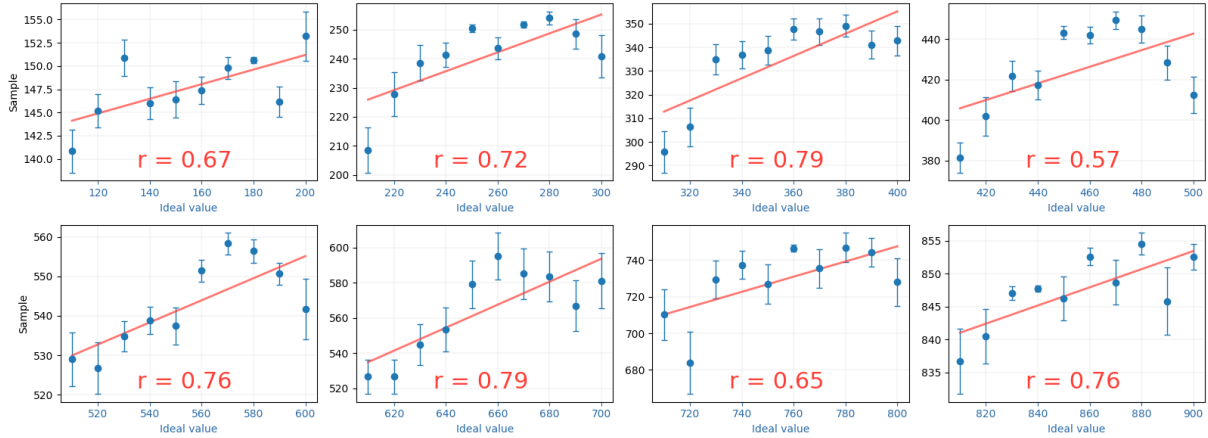 155.0
152.5
150.0
147.5
145.0
142.5
140.0
Sample
r = 0.67
120 140 160 180 200
Ideal value
250
240
230
220
210
200
r = 0.72
220 240 260 280 300
Ideal value
350
340
330
320
310
300
290
r = 0.79
320 340 360 380 400
Ideal value
440
420
400
380
r = 0.57
420 440 460 480 500
Ideal value
560
550
540
530
520
Sample
r = 0.76
520 540 560 580 600
Ideal value
600
580
560
540
520
r = 0.79
620 640 660 680 700
Ideal value
740
720
700
680
r = 0.65
720 740 760 780 800
Ideal value
855
850
845
840
835
r = 0.76
820 840 860 880 900
Ideal value